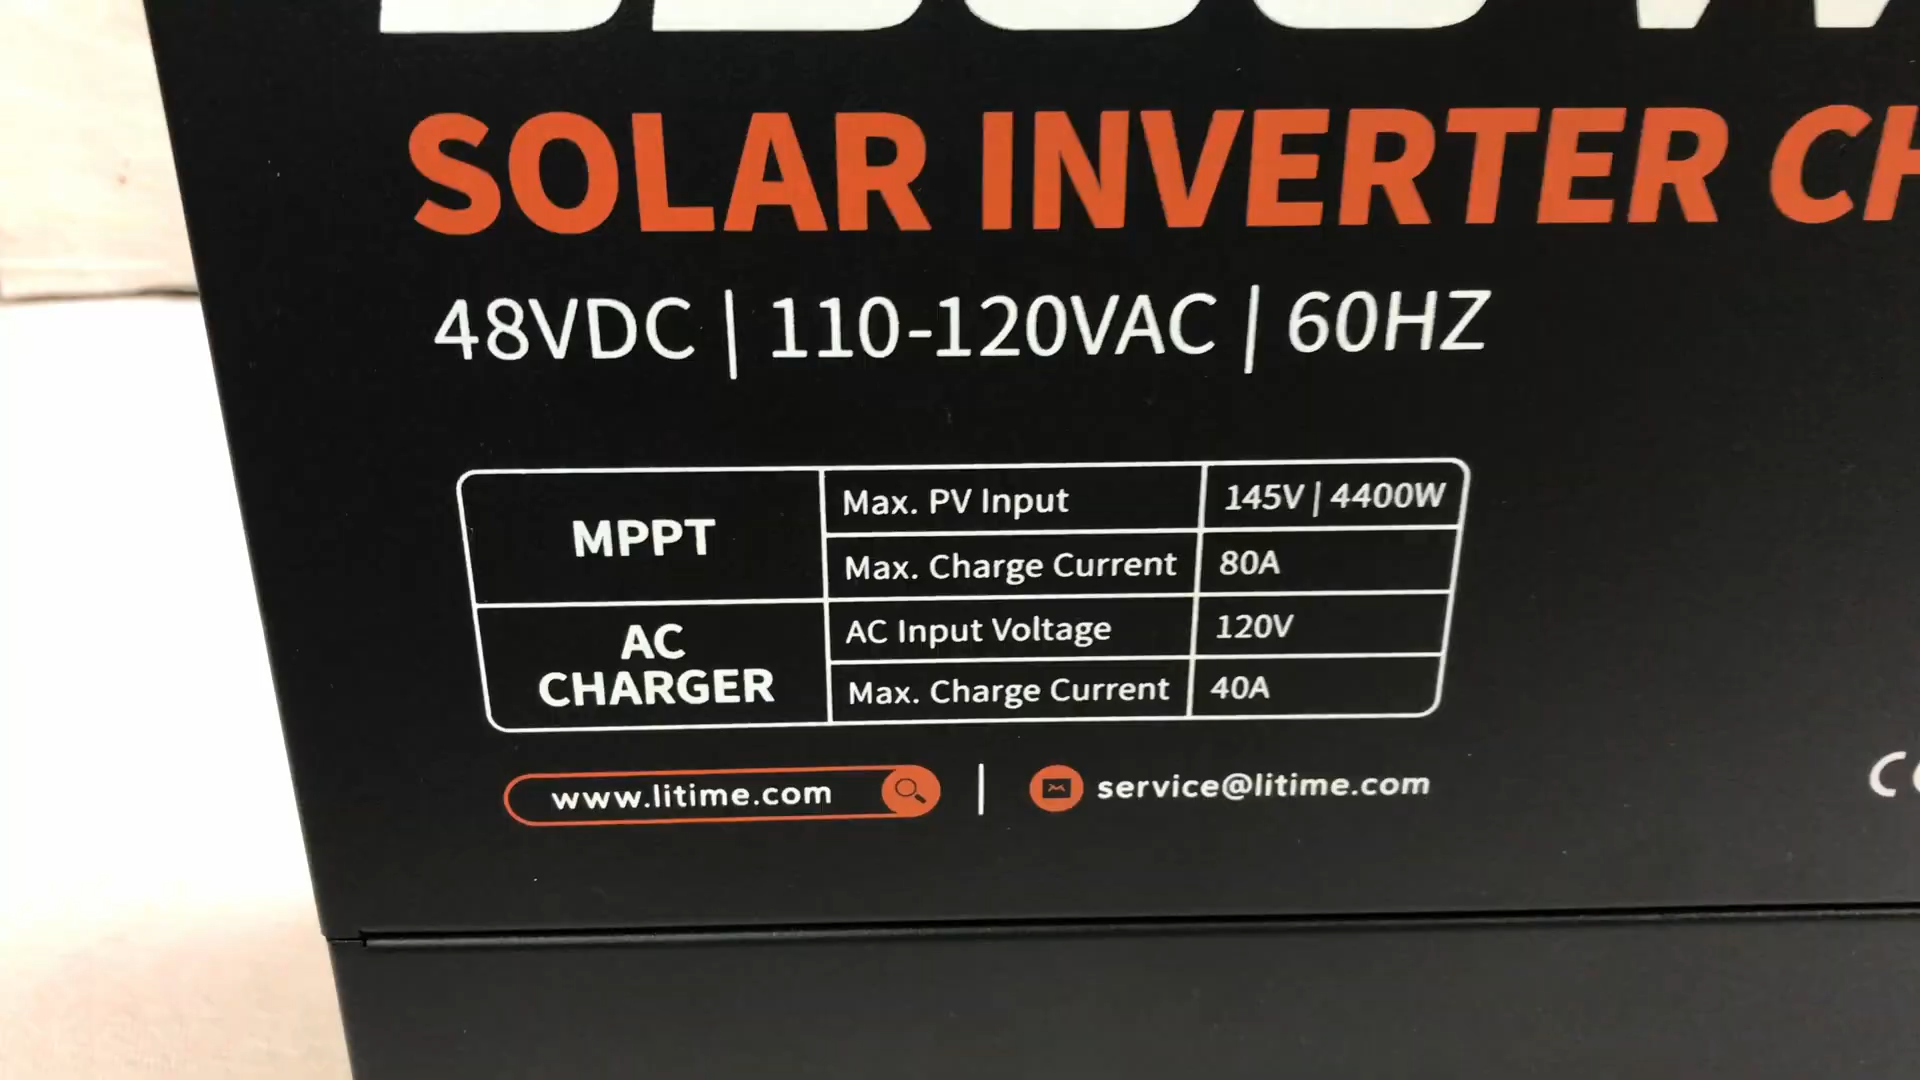 SOLAR INVERTER
48VDC | 110-120VAC | 60HZ
MPPT
Max. PV Input 145V | 4400W
Max. Charge Current 80A
AC CHARGER
AC Input Voltage 120V
Max. Charge Current 40A
www.litime.com | service@litime.com